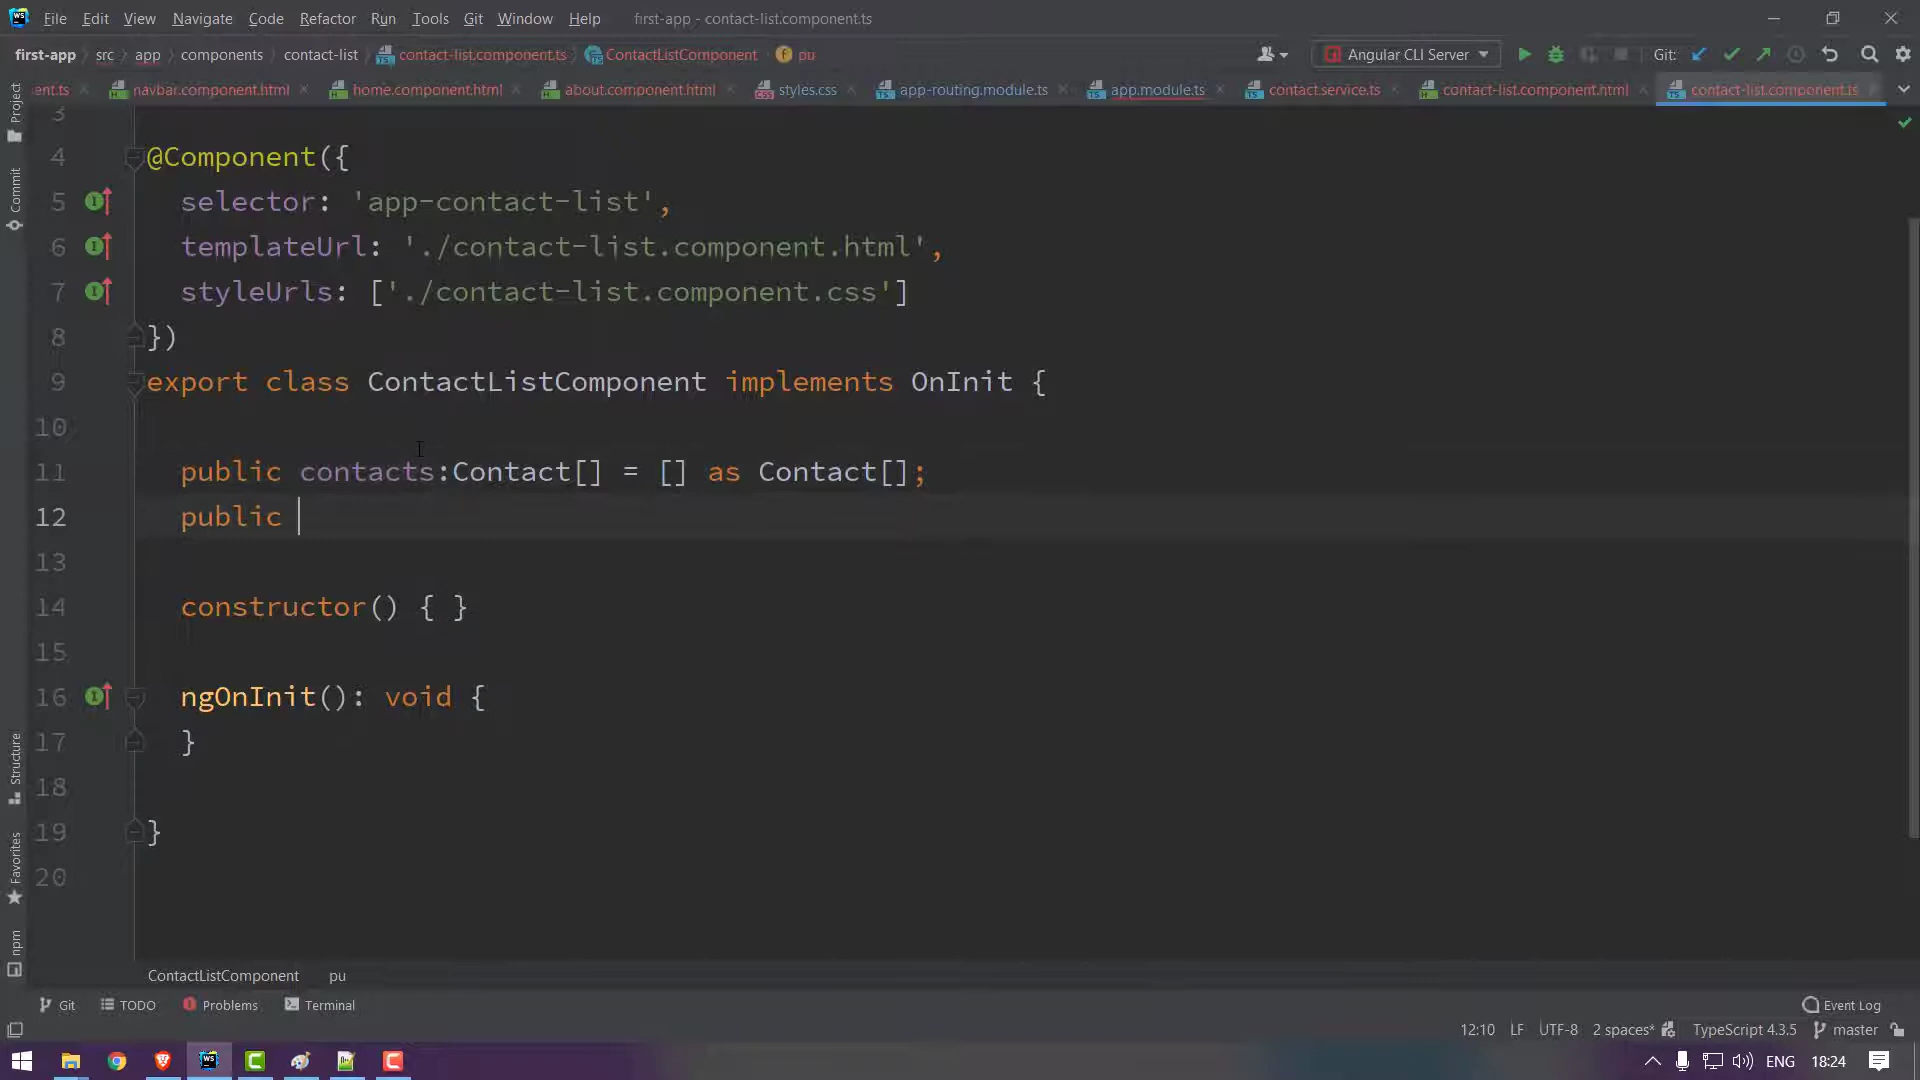 File Edit View Navigate Code Refactor Run Tools Git Window Help first-app - contact-list.component.ts
first-app src app components contact-list contact-list.component.ts ContactListComponent pu Angular CLI Server Git:
ent.ts navbar.component.html home.component.html about.component.html styles.css app-routing.module.ts app.module.ts contact.service.ts contact-list.component.html contact-list.component.ts
Project
Commit
Structure
Favorites
npm
3
4 @Component({
5 selector: 'app-contact-list',
6 templateUrl: './contact-list.component.html',
7 styleUrls: ['./contact-list.component.css']
8 })
9 export class ContactListComponent implements OnInit {
10
11 public contacts:Contact[] = [] as Contact[];
12 public
13
14 constructor() { }
15
16 ngOnInit(): void {
17 }
18
19 }
20
ContactListComponent pu
Git TODO Problems Terminal Event Log
12:10 LF UTF-8 2 spaces* TypeScript 4.3.5 master
WS C C ENG 18:24